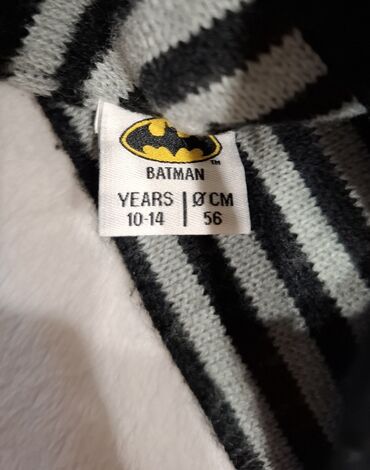 ™
BATMAN
YEARS | Ø CM
10-14 | 56